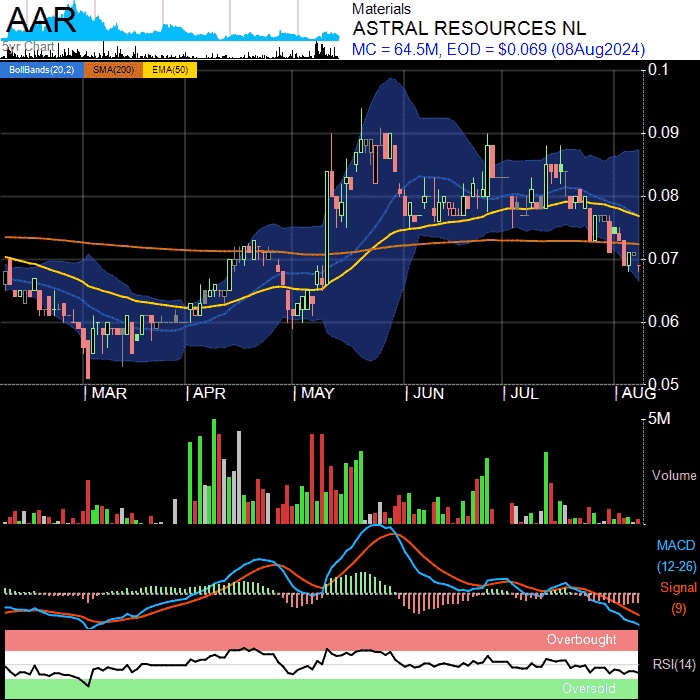 AAR
5yr Chart
Materials
ASTRAL RESOURCES NL
MC = 64.5M, EOD = $0.069 (08Aug2024)
BollBands(20,2) SMA(200) EMA(50)
0.1
0.09
0.08
0.07
0.06
0.05
MAR APR MAY JUN JUL AUG
5M
Volume
MACD
(12-26)
Signal
(9)
Overbought
RSI(14)
Oversold